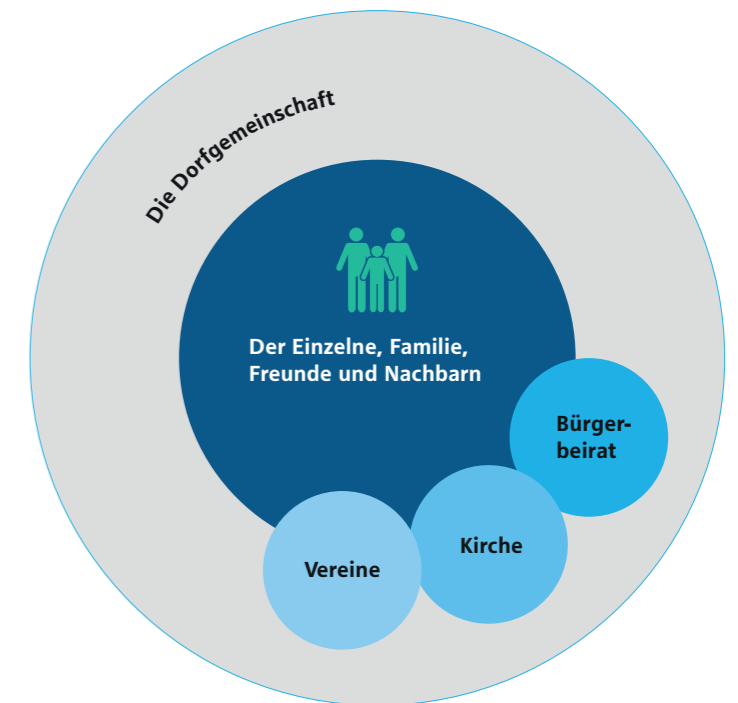 Die Dorfgemeinschaft
Der Einzelne, Familie,
Freunde und Nachbarn
Bürger-
beirat
Kirche
Vereine